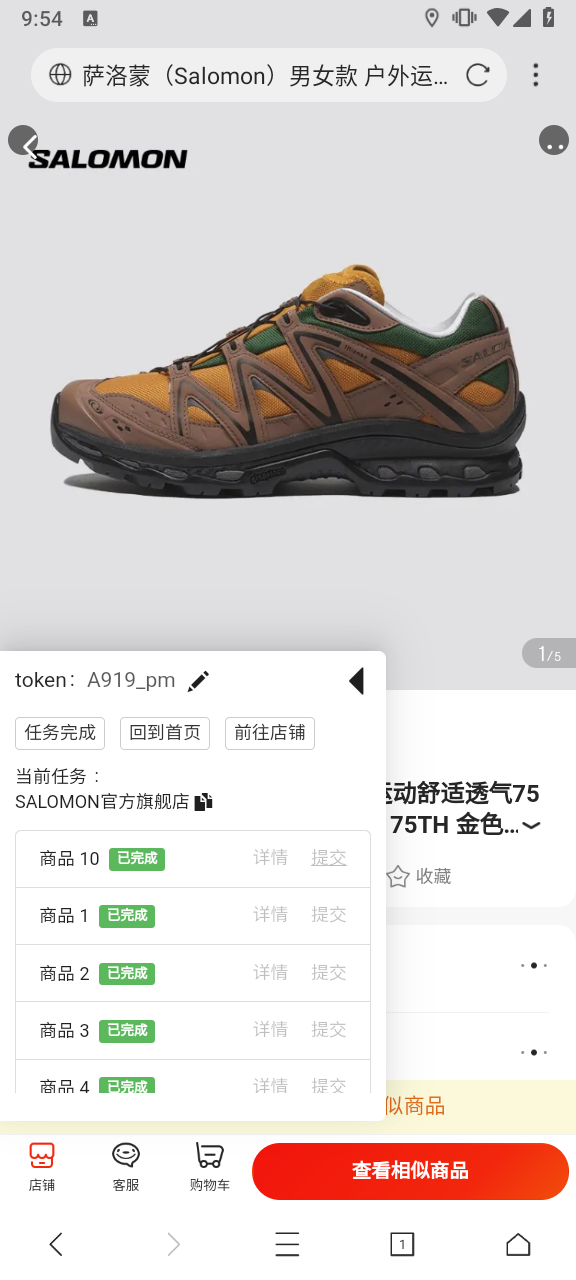 9:54
A
萨洛蒙（Salomon）男女款 户外运...
SALOMON
1/5
token： A919_pm
任务完成 回到首页 前往店铺
当前任务：
SALOMON官方旗舰店
运动舒适透气75
75TH 金色...
收藏
商品 10 已完成 详情 提交
商品 1 已完成 详情 提交
商品 2 已完成 详情 提交
商品 3 已完成 详情 提交
商品 4 已完成 详情 提交
似商品
店铺 客服 购物车 查看相似商品
1